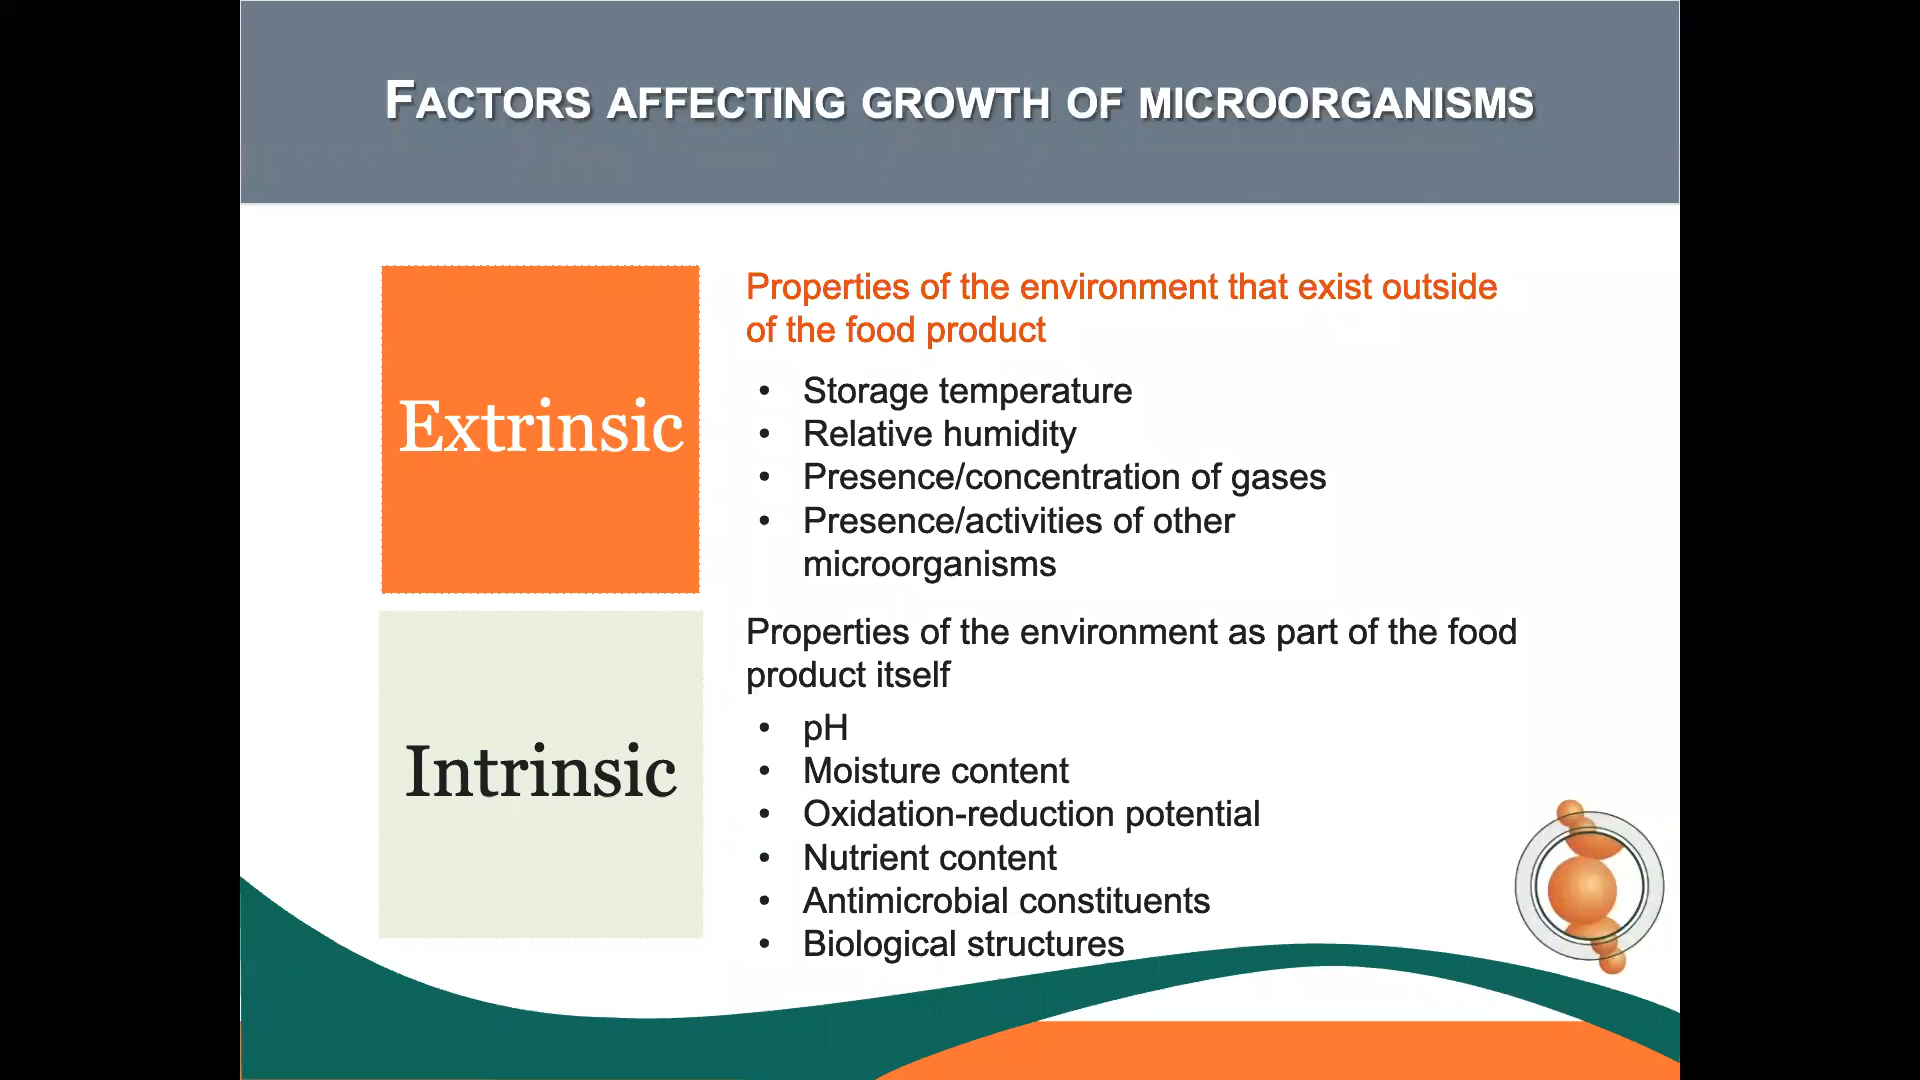 FACTORS AFFECTING GROWTH OF MICROORGANISMS
Extrinsic
Properties of the environment that exist outside
of the food product
• Storage temperature
• Relative humidity
• Presence/concentration of gases
• Presence/activities of other
microorganisms
Intrinsic
Properties of the environment as part of the food
product itself
• pH
• Moisture content
• Oxidation-reduction potential
• Nutrient content
• Antimicrobial constituents
• Biological structures